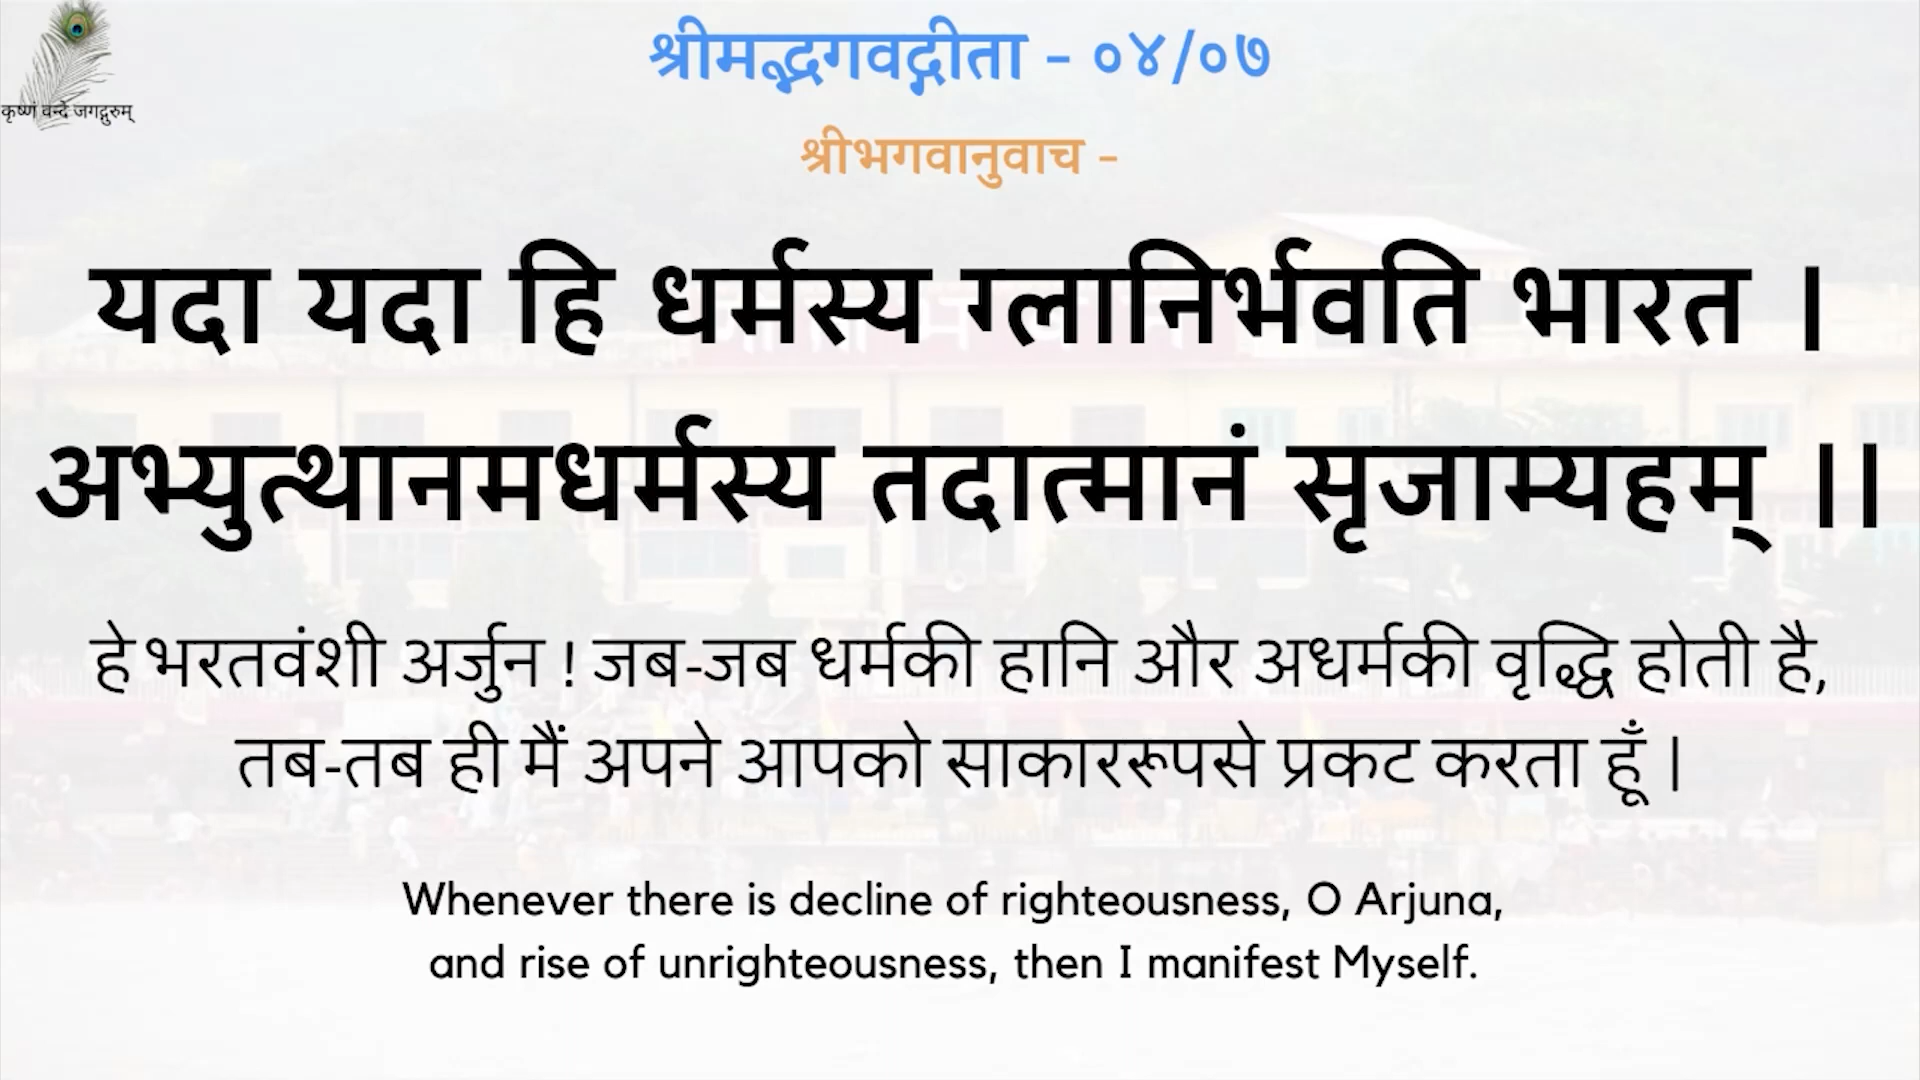 श्रीमद्भगवद्गीता - ०४/०७
कृष्णं वन्दे जगद्गुरुम्
श्रीभगवानुवाच -
यदा यदा हि धर्मस्य ग्लानिर्भवति भारत ।
अभ्युत्थानमधर्मस्य तदात्मानं सृजाम्यहम् ।।
हे भरतवंशी अर्जुन ! जब-जब धर्मकी हानि और अधर्मकी वृद्धि होती है,
तब-तब ही मैं अपने आपको साकाररूपसे प्रकट करता हूँ |
Whenever there is decline of righteousness, O Arjuna,
and rise of unrighteousness, then I manifest Myself.